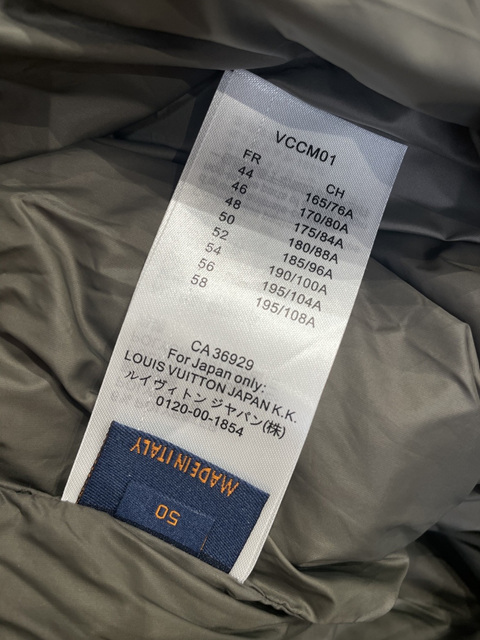 VCCM01
FR CH
44 165/76A
46 170/80A
48 175/84A
50 180/88A
52 185/96A
54 190/100A
56 195/104A
58 195/108A
CA 36929
For Japan only:
LOUIS VUITTON JAPAN K.K.
ルイ ヴィトン ジャパン(株)
0120-00-1854
MADE IN ITALY
50